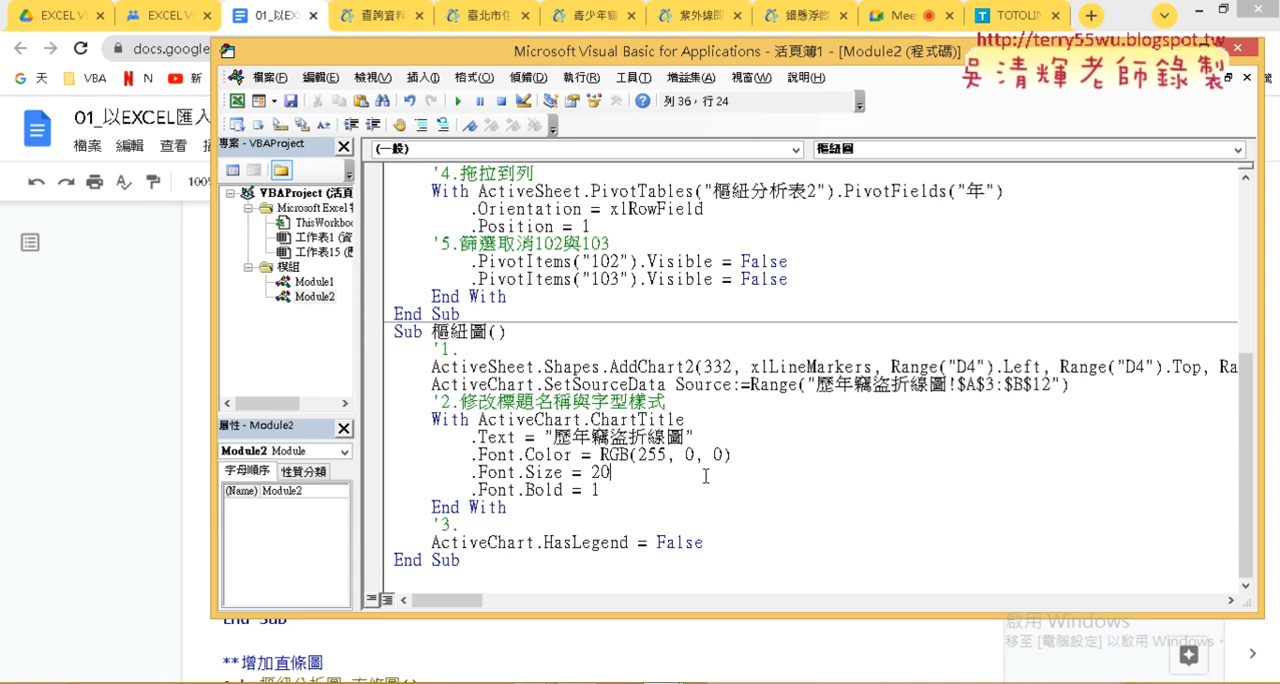 EXCEL VI
EXCEL V
01_以EX
查詢資料
臺北市住
青少年竊
紫外線即
細懸浮微
Mee
TOTOLIN
docs.google
http://terry55wu.blogspot.tw
吳清輝老師錄製
G 天
VBA
N
新
Microsoft Visual Basic for Applications - 活頁簿1 - [Module2 (程式碼)]
檔案(F) 編輯(E) 檢視(V) 插入(I) 格式(O) 偵錯(D) 執行(R) 工具(T) 增益集(A) 視窗(W) 說明(H)
01_以EXCEL匯入
檔案 編輯 查看
列 36，行 24
100%
專案 - VBAProject
(一般)
樞紐圖
VBAProject (活頁
Microsoft Excel
ThisWorkboo
工作表1 (資
工作表15 (歷
模組
Module1
Module2
屬性 - Module2
Module2 Module
字母順序 性質分類
(Name) Module2
'4.拖拉到列
With ActiveSheet.PivotTables("樞紐分析表2").PivotFields("年")
.Orientation = xlRowField
.Position = 1
'5.篩選取消102與103
.PivotItems("102").Visible = False
.PivotItems("103").Visible = False
End With
End Sub
Sub 樞紐圖()
'1.
ActiveSheet.Shapes.AddChart2(332, xlLineMarkers, Range("D4").Left, Range("D4").Top, Ra
ActiveChart.SetSourceData Source:=Range("歷年竊盜折線圖!$A$3:$B$12")
'2.修改標題名稱與字型樣式
With ActiveChart.ChartTitle
.Text = "歷年竊盜折線圖"
.Font.Color = RGB(255, 0, 0)
.Font.Size = 20
.Font.Bold = 1
End With
'3.
ActiveChart.HasLegend = False
End Sub
End Sub
**增加直條圖
啟用 Windows
移至 [電腦設定] 以啟用 Windows。